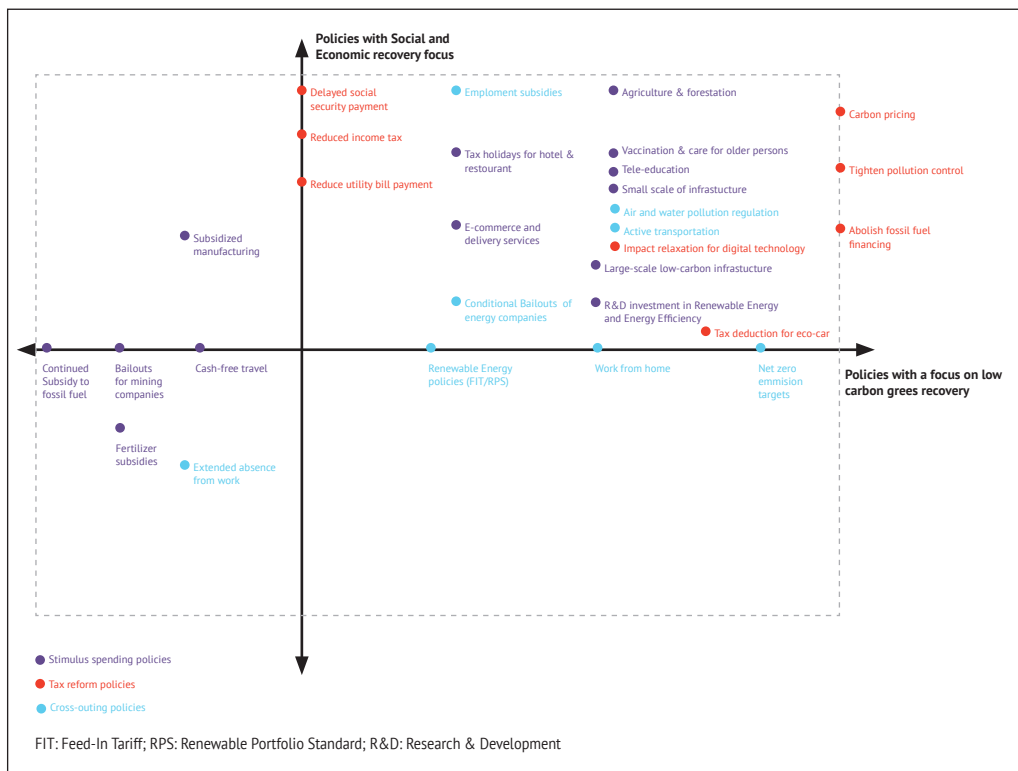 Policies with Social and
Economic recovery focus
Delayed social
security payment
Emploment subsidies
Agriculture & forestation
Carbon pricing
Reduced income tax
Tax holidays for hotel &
restourant
Vaccination & care for older persons
Tele-education
Tighten pollution control
Reduce utility bill payment
Small scale of infrastucture
Air and water pollution regulation
Subsidized
manufacturing
E-commerce and
delivery services
Active transportation
Abolish fossil fuel
financing
Impact relaxation for digital technology
Large-scale low-carbon infrastucture
Conditional Bailouts of
energy companies
R&D investment in Renewable Energy
and Energy Efficiency
Tax deduction for eco-car
Continued
Subsidy to
fossil fuel
Bailouts
for mining
companies
Cash-free travel
Renewable Energy
policies (FIT/RPS)
Work from home
Net zero
emmision
targets
Policies with a focus on low
carbon grees recovery
Fertilizer
subsidies
Extended absence
from work
Stimulus spending policies
Tax reform policies
Cross-outing policies
FIT: Feed-In Tariff; RPS: Renewable Portfolio Standard; R&D: Research & Development